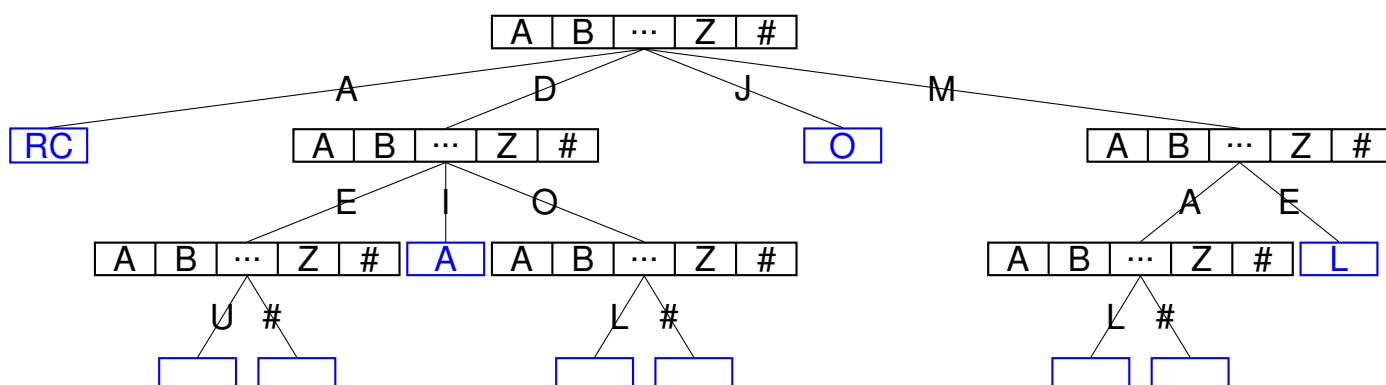 A B ... Z #
A D J M
RC A B ... Z # O A B ... Z #
E I O A E
A B ... Z # A A B ... Z # A B ... Z # L
U # L # L #